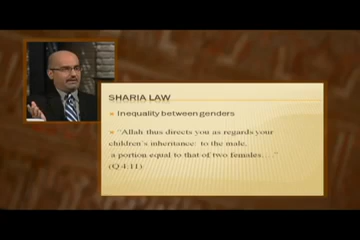 SHARIA LAW
Inequality between genders
"Allah thus directs you as regards your
children's inheritance: to the male,
a portion equal to that of two females…."
(Q 4:11)